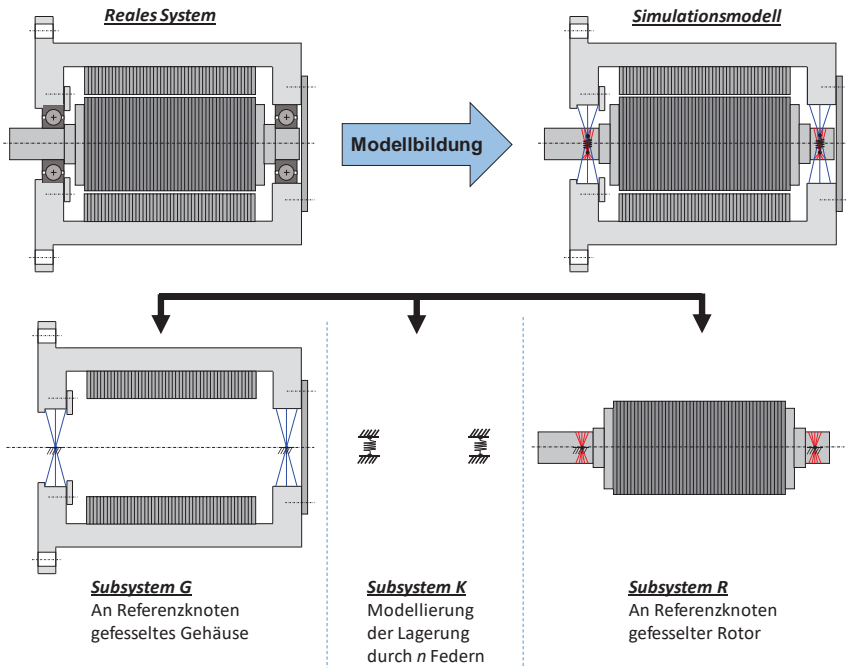 Reales System
Simulationsmodell
Modellbildung
Subsystem G
An Referenzknoten
gefesseltes Gehäuse
Subsystem K
Modellierung
der Lagerung
durch n Federn
Subsystem R
An Referenzknoten
gefesselter Rotor